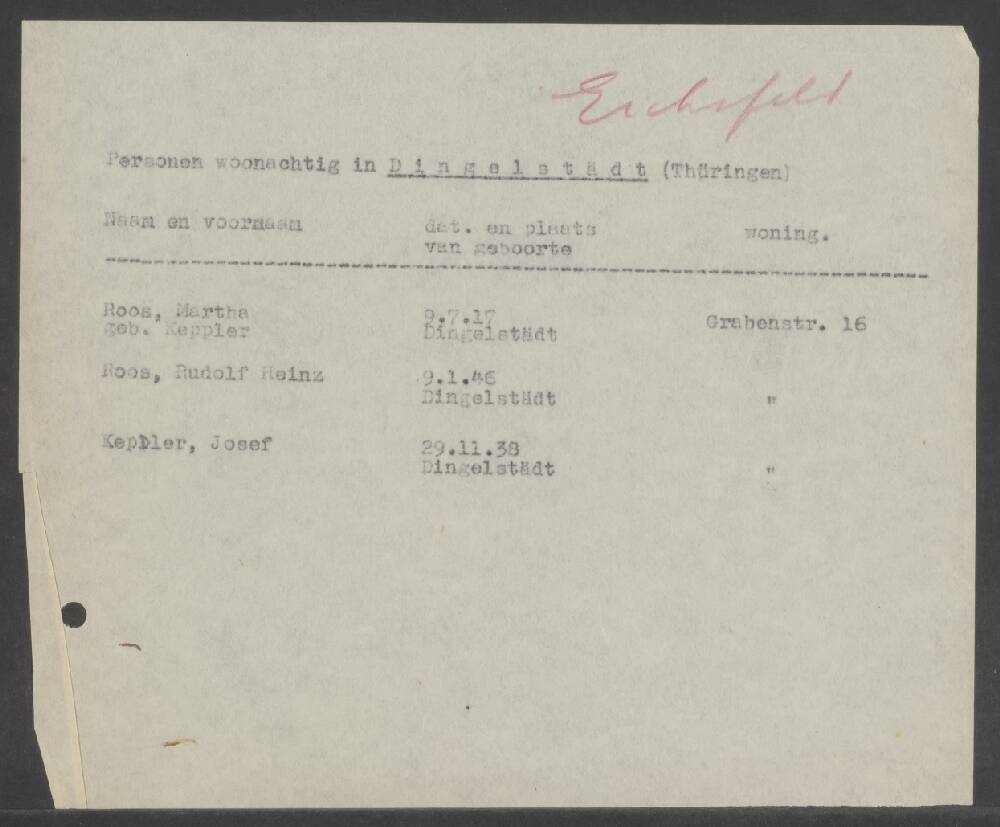 Eichsfeld
Personen woonachtig in Dingelstädt (Thüringen)
Naam en voornaam dat. en plaats woning.
van geboorte
Roos, Martha 9.7.17 Grabenstr. 16
geb. Keppler Dingelstädt
Roos, Rudolf Heinz 9.1.46
Dingelstädt "
Keppler, Josef 29.11.38
Dingelstädt "